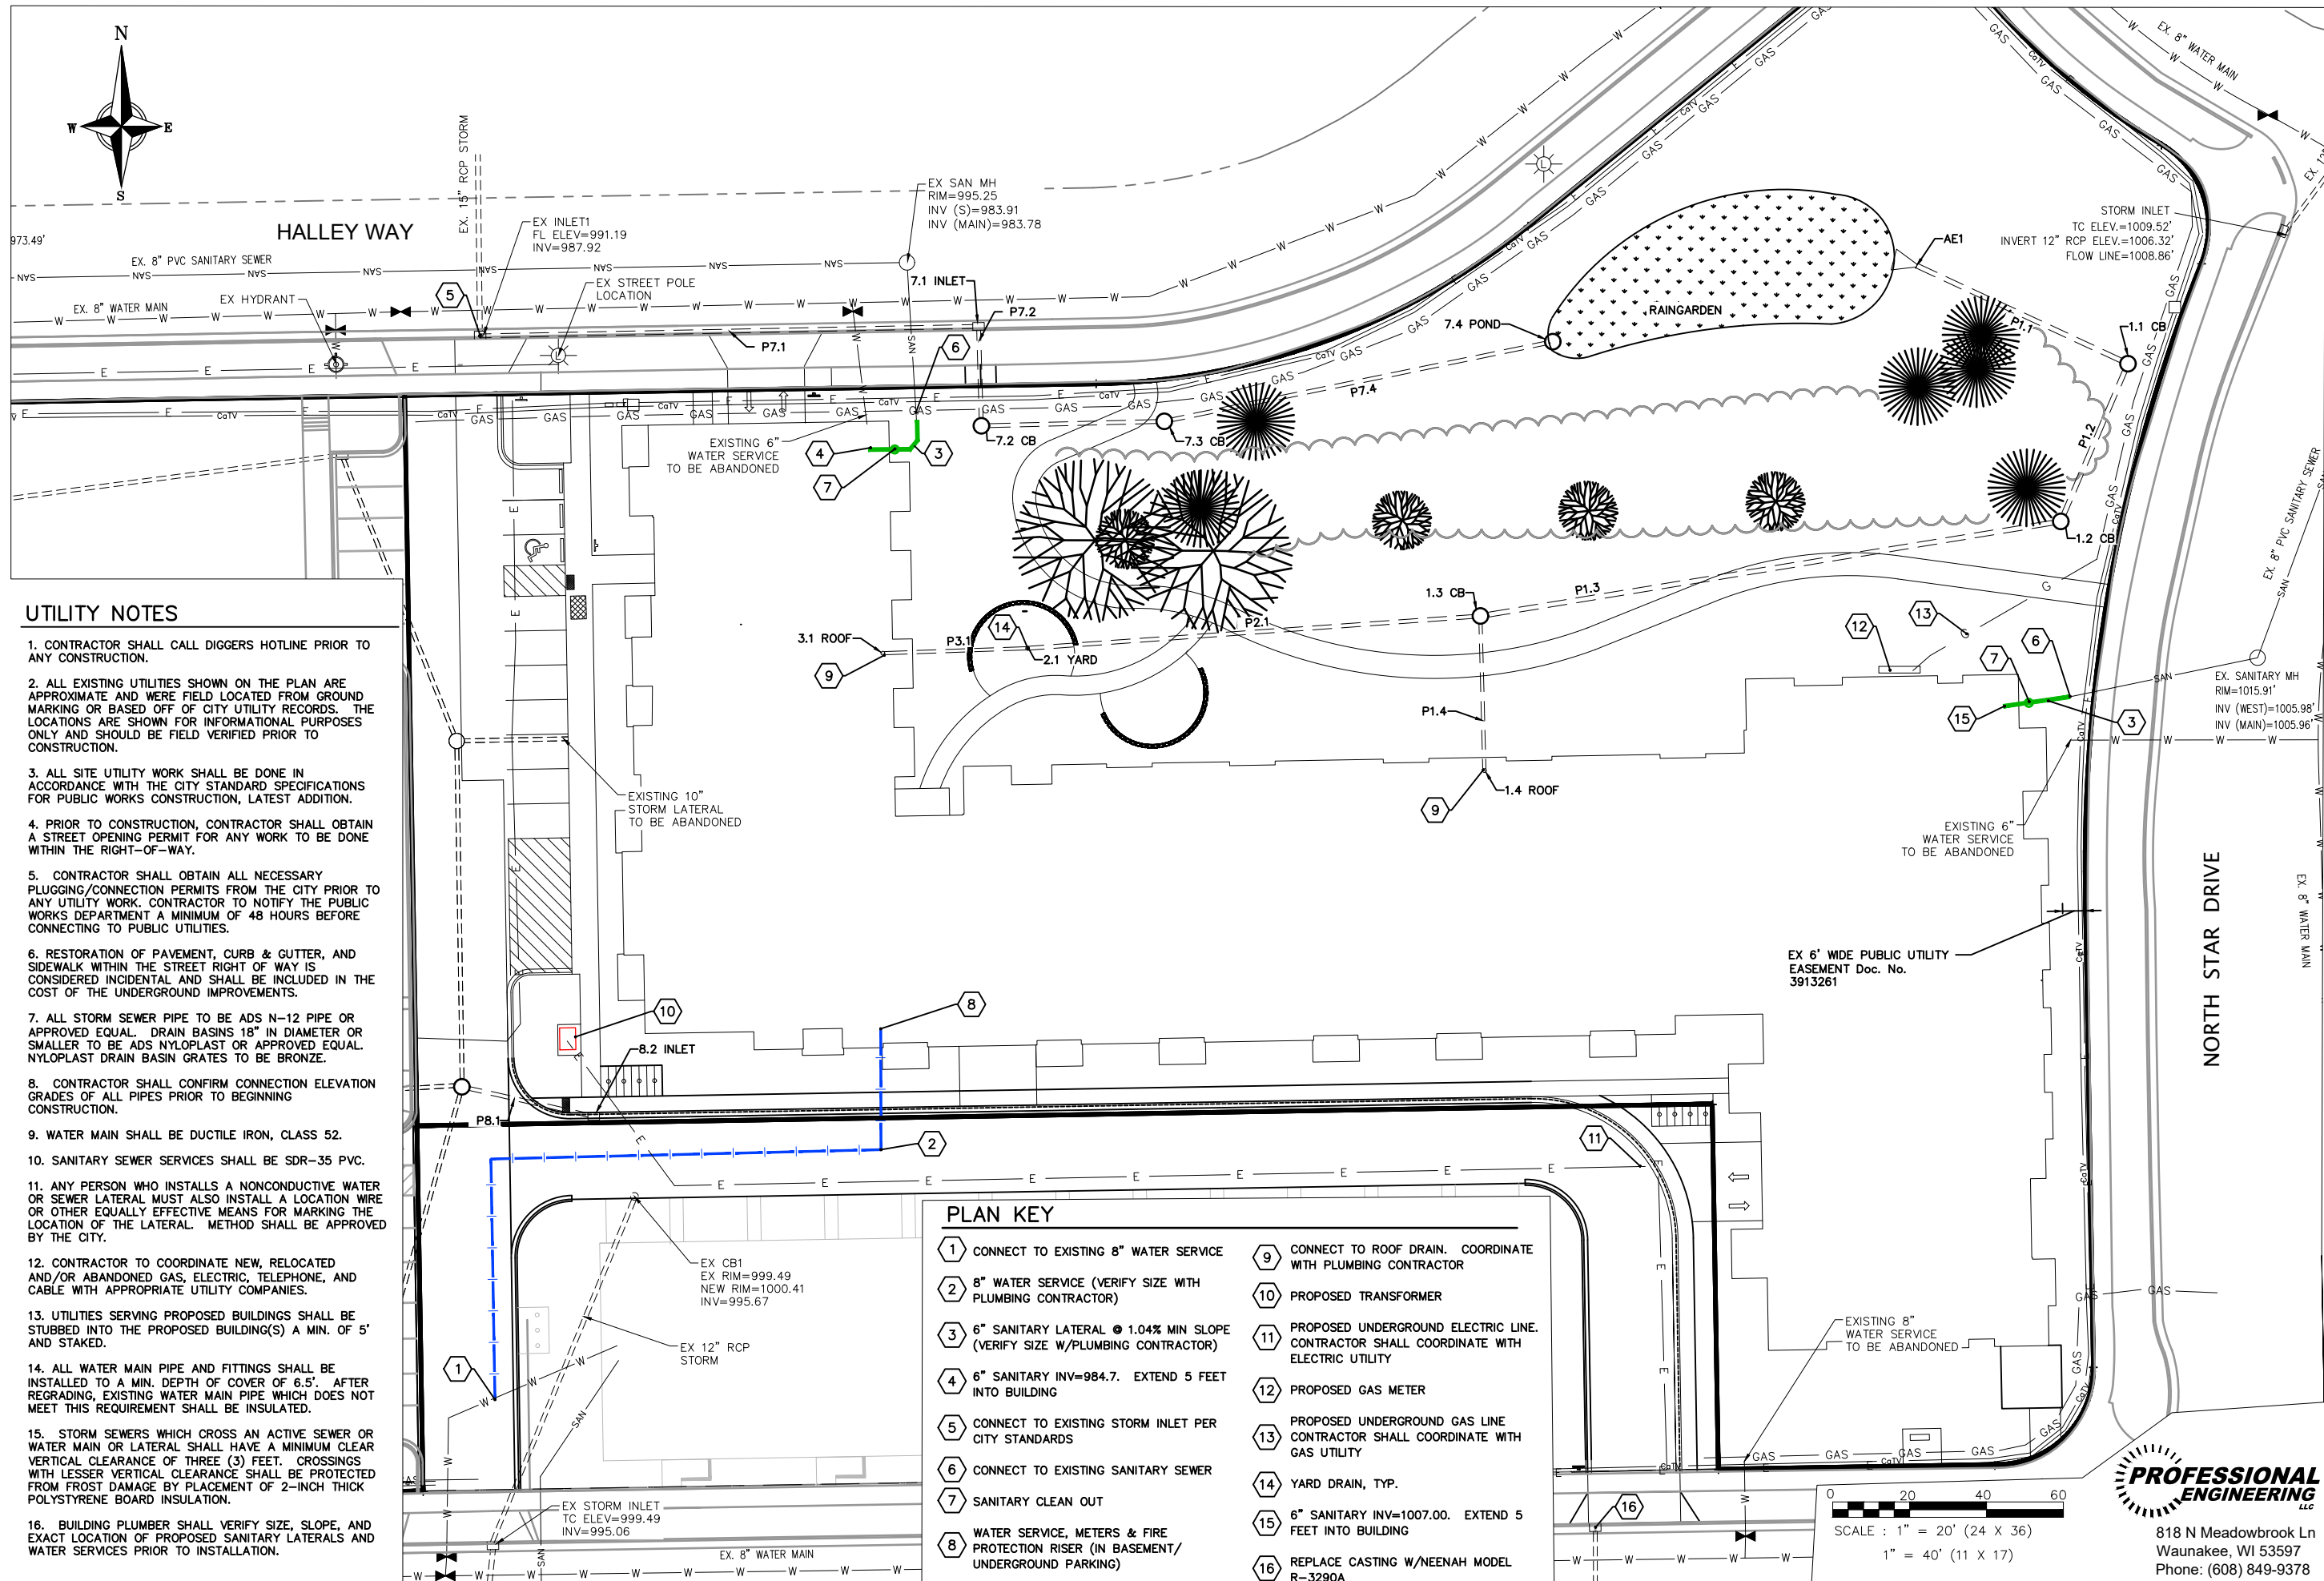 N
W
E
S
HALLEY WAY
EX. 15" RCP STORM
EX INLET1
FL ELEV=991.19
INV=987.92
EX SAN MH
RIM=995.25
INV (S)=983.91
INV (MAIN)=983.78
973.49'
EX. 8" PVC SANITARY SEWER
EX. 8" WATER MAIN
EX HYDRANT
5
EX STREET POLE
LOCATION
7.1 INLET
P7.2
P7.1
6
EXISTING 6"
WATER SERVICE
TO BE ABANDONED
4
7
3
7.2 CB
7.3 CB
P7.4
7.4 POND
RAINGARDEN
AE1
STORM INLET
TC ELEV.=1009.52'
INVERT 12" RCP ELEV.=1006.32'
FLOW LINE=1008.86'
EX. 8" WATER MAIN
P1.1
1.1 CB
P1.2
1.2 CB
EX. 8" PVC SANITARY SEWER
1.3 CB
P1.3
P2.1
3.1 ROOF
P3.1
14
2.1 YARD
9
P1.4
1.4 ROOF
9
12
13
G
G
7
6
15
3
SAN
EX. SANITARY MH
RIM=1015.91'
INV (WEST)=1005.98'
INV (MAIN)=1005.96'
EXISTING 6"
WATER SERVICE
TO BE ABANDONED
EX 6' WIDE PUBLIC UTILITY
EASEMENT Doc. No.
3913261
NORTH STAR DRIVE
EX. 8" WATER MAIN
EXISTING 10"
STORM LATERAL
TO BE ABANDONED
10
8.2 INLET
8
P8.1
2
11
EX CB1
EX RIM=999.49
NEW RIM=1000.41
INV=995.67
EX 12" RCP
STORM
1
EX STORM INLET
TC ELEV=999.49
INV=995.06
EX. 8" WATER MAIN
16
EXISTING 8"
WATER SERVICE
TO BE ABANDONED
UTILITY NOTES
1. CONTRACTOR SHALL CALL DIGGERS HOTLINE PRIOR TO
ANY CONSTRUCTION.
2. ALL EXISTING UTILITIES SHOWN ON THE PLAN ARE
APPROXIMATE AND WERE FIELD LOCATED FROM GROUND
MARKING OR BASED OFF OF CITY UTILITY RECORDS. THE
LOCATIONS ARE SHOWN FOR INFORMATIONAL PURPOSES
ONLY AND SHOULD BE FIELD VERIFIED PRIOR TO
CONSTRUCTION.
3. ALL SITE UTILITY WORK SHALL BE DONE IN
ACCORDANCE WITH THE CITY STANDARD SPECIFICATIONS
FOR PUBLIC WORKS CONSTRUCTION, LATEST ADDITION.
4. PRIOR TO CONSTRUCTION, CONTRACTOR SHALL OBTAIN
A STREET OPENING PERMIT FOR ANY WORK TO BE DONE
WITHIN THE RIGHT-OF-WAY.
5. CONTRACTOR SHALL OBTAIN ALL NECESSARY
PLUGGING/CONNECTION PERMITS FROM THE CITY PRIOR TO
ANY UTILITY WORK. CONTRACTOR TO NOTIFY THE PUBLIC
WORKS DEPARTMENT A MINIMUM OF 48 HOURS BEFORE
CONNECTING TO PUBLIC UTILITIES.
6. RESTORATION OF PAVEMENT, CURB & GUTTER, AND
SIDEWALK WITHIN THE STREET RIGHT OF WAY IS
CONSIDERED INCIDENTAL AND SHALL BE INCLUDED IN THE
COST OF THE UNDERGROUND IMPROVEMENTS.
7. ALL STORM SEWER PIPE TO BE ADS N-12 PIPE OR
APPROVED EQUAL. DRAIN BASINS 18" IN DIAMETER OR
SMALLER TO BE ADS NYLOPLAST OR APPROVED EQUAL.
NYLOPLAST DRAIN BASIN GRATES TO BE BRONZE.
8. CONTRACTOR SHALL CONFIRM CONNECTION ELEVATION
GRADES OF ALL PIPES PRIOR TO BEGINNING
CONSTRUCTION.
9. WATER MAIN SHALL BE DUCTILE IRON, CLASS 52.
10. SANITARY SEWER SERVICES SHALL BE SDR-35 PVC.
11. ANY PERSON WHO INSTALLS A NONCONDUCTIVE WATER
OR SEWER LATERAL MUST ALSO INSTALL A LOCATION WIRE
OR OTHER EQUALLY EFFECTIVE MEANS FOR MARKING THE
LOCATION OF THE LATERAL. METHOD SHALL BE APPROVED
BY THE CITY.
12. CONTRACTOR TO COORDINATE NEW, RELOCATED
AND/OR ABANDONED GAS, ELECTRIC, TELEPHONE, AND
CABLE WITH APPROPRIATE UTILITY COMPANIES.
13. UTILITIES SERVING PROPOSED BUILDINGS SHALL BE
STUBBED INTO THE PROPOSED BUILDING(S) A MIN. OF 5'
AND STAKED.
14. ALL WATER MAIN PIPE AND FITTINGS SHALL BE
INSTALLED TO A MIN. DEPTH OF COVER OF 6.5'. AFTER
REGRADING, EXISTING WATER MAIN PIPE WHICH DOES NOT
MEET THIS REQUIREMENT SHALL BE INSULATED.
15. STORM SEWERS WHICH CROSS AN ACTIVE SEWER OR
WATER MAIN OR LATERAL SHALL HAVE A MINIMUM CLEAR
VERTICAL CLEARANCE OF THREE (3) FEET. CROSSINGS
WITH LESSER VERTICAL CLEARANCE SHALL BE PROTECTED
FROM FROST DAMAGE BY PLACEMENT OF 2-INCH THICK
POLYSTYRENE BOARD INSULATION.
16. BUILDING PLUMBER SHALL VERIFY SIZE, SLOPE, AND
EXACT LOCATION OF PROPOSED SANITARY LATERALS AND
WATER SERVICES PRIOR TO INSTALLATION.
PLAN KEY
1 CONNECT TO EXISTING 8" WATER SERVICE
2 8" WATER SERVICE (VERIFY SIZE WITH
PLUMBING CONTRACTOR)
3 6" SANITARY LATERAL @ 1.04% MIN SLOPE
(VERIFY SIZE W/PLUMBING CONTRACTOR)
4 6" SANITARY INV=984.7. EXTEND 5 FEET
INTO BUILDING
5 CONNECT TO EXISTING STORM INLET PER
CITY STANDARDS
6 CONNECT TO EXISTING SANITARY SEWER
7 SANITARY CLEAN OUT
8 WATER SERVICE, METERS & FIRE
PROTECTION RISER (IN BASEMENT/
UNDERGROUND PARKING)
9 CONNECT TO ROOF DRAIN. COORDINATE
WITH PLUMBING CONTRACTOR
10 PROPOSED TRANSFORMER
11 PROPOSED UNDERGROUND ELECTRIC LINE.
CONTRACTOR SHALL COORDINATE WITH
ELECTRIC UTILITY
12 PROPOSED GAS METER
13 PROPOSED UNDERGROUND GAS LINE
CONTRACTOR SHALL COORDINATE WITH
GAS UTILITY
14 YARD DRAIN, TYP.
15 6" SANITARY INV=1007.00. EXTEND 5
FEET INTO BUILDING
16 REPLACE CASTING W/NEENAH MODEL
R-3290A
0 20 40 60
SCALE : 1" = 20' (24 X 36)
1" = 40' (11 X 17)
PROFESSIONAL
ENGINEERING
LLC
818 N Meadowbrook Ln
Waunakee, WI 53597
Phone: (608) 849-9378